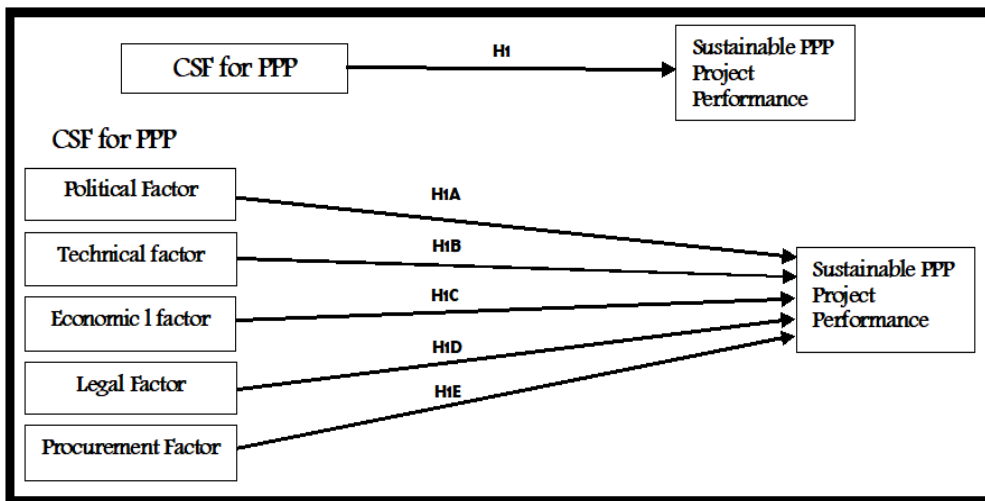 CSF for PPP
H1
Sustainable PPP
Project
Performance
CSF for PPP
Political Factor
H1A
Technical factor
H1B
Economic l factor
H1C
Legal Factor
H1D
Procurement Factor
H1E
Sustainable PPP
Project
Performance